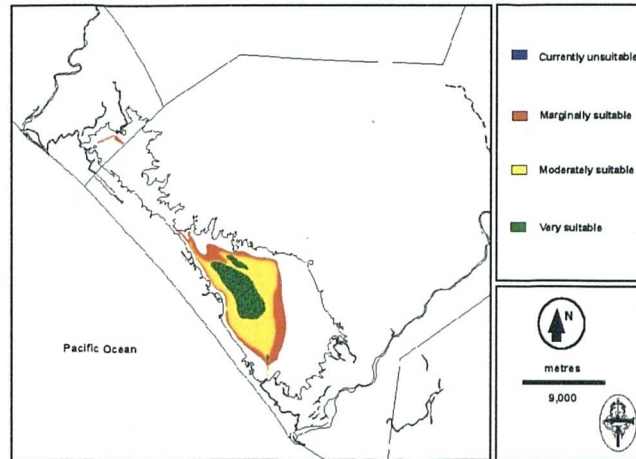 Currently unsuitable
Marginally suitable
Moderately suitable
Very suitable
Pacific Ocean
N
metres
9,000